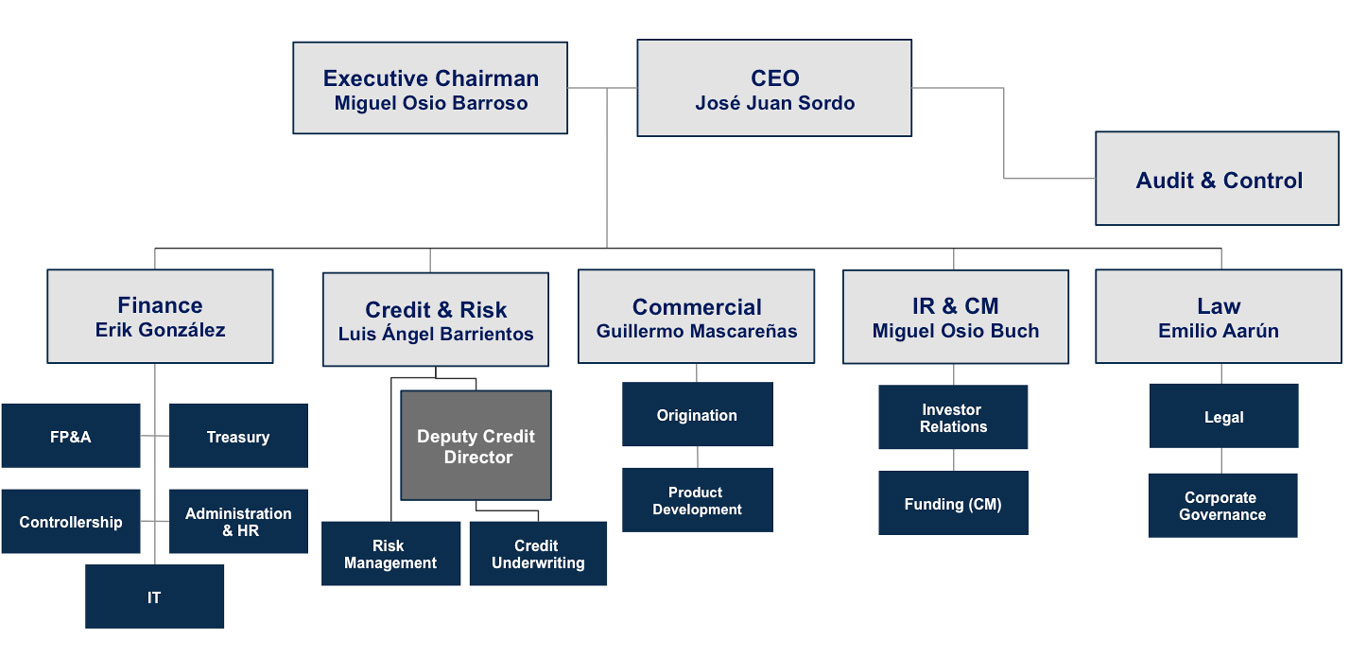 Executive Chairman
Miguel Osio Barroso
CEO
José Juan Sordo
Audit & Control
Finance
Erik González
Credit & Risk
Luis Ángel Barrientos
Commercial
Guillermo Mascareñas
IR & CM
Miguel Osio Buch
Law
Emilio Aarún
FP&A
Treasury
Controllership
Administration
& HR
IT
Deputy Credit
Director
Risk
Management
Credit
Underwriting
Origination
Product
Development
Investor
Relations
Funding (CM)
Legal
Corporate
Governance